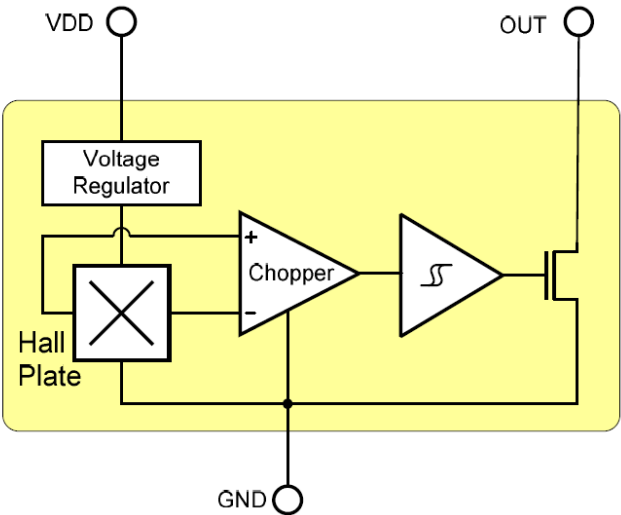 VDD
OUT
Voltage
Regulator
+
Chopper
-
Hall
Plate
GND